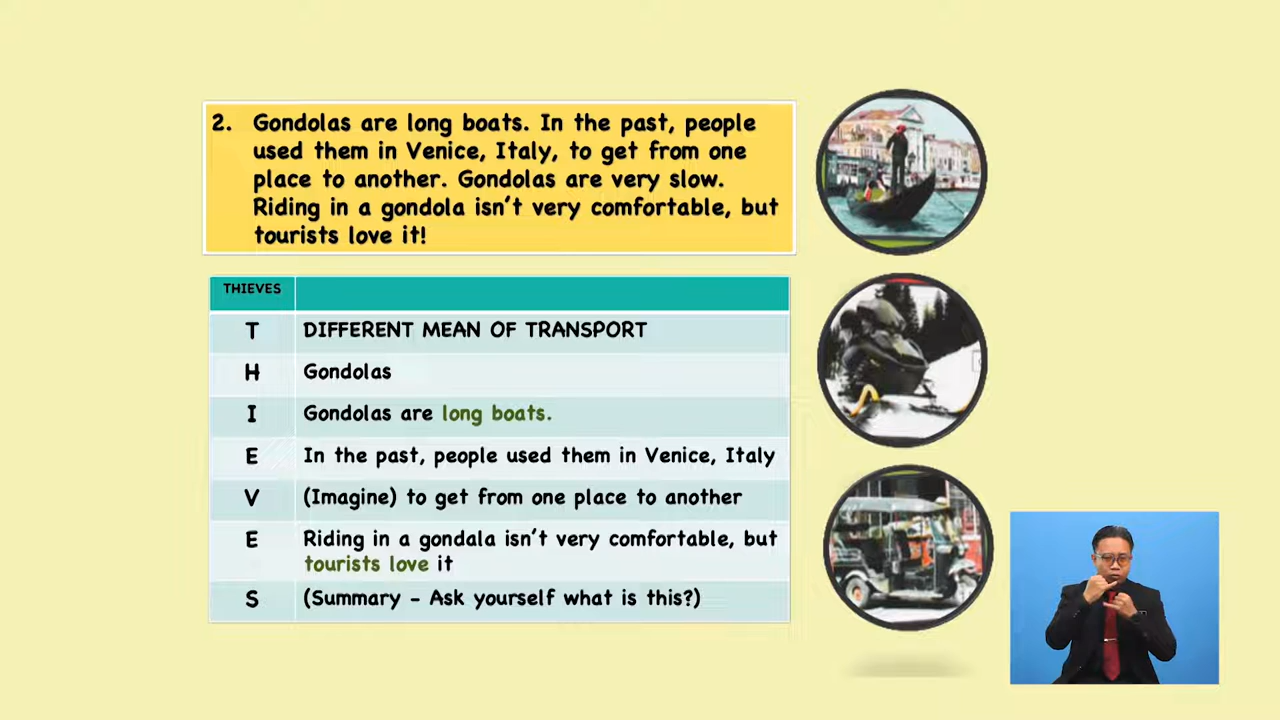 2. Gondolas are long boats. In the past, people
used them in Venice, Italy, to get from one
place to another. Gondolas are very slow.
Riding in a gondola isn't very comfortable, but
tourists love it!
THIEVES
T DIFFERENT MEAN OF TRANSPORT
H Gondolas
I Gondolas are long boats.
E In the past, people used them in Venice, Italy
V (Imagine) to get from one place to another
E Riding in a gondala isn't very comfortable, but
tourists love it
S (Summary - Ask yourself what is this?)